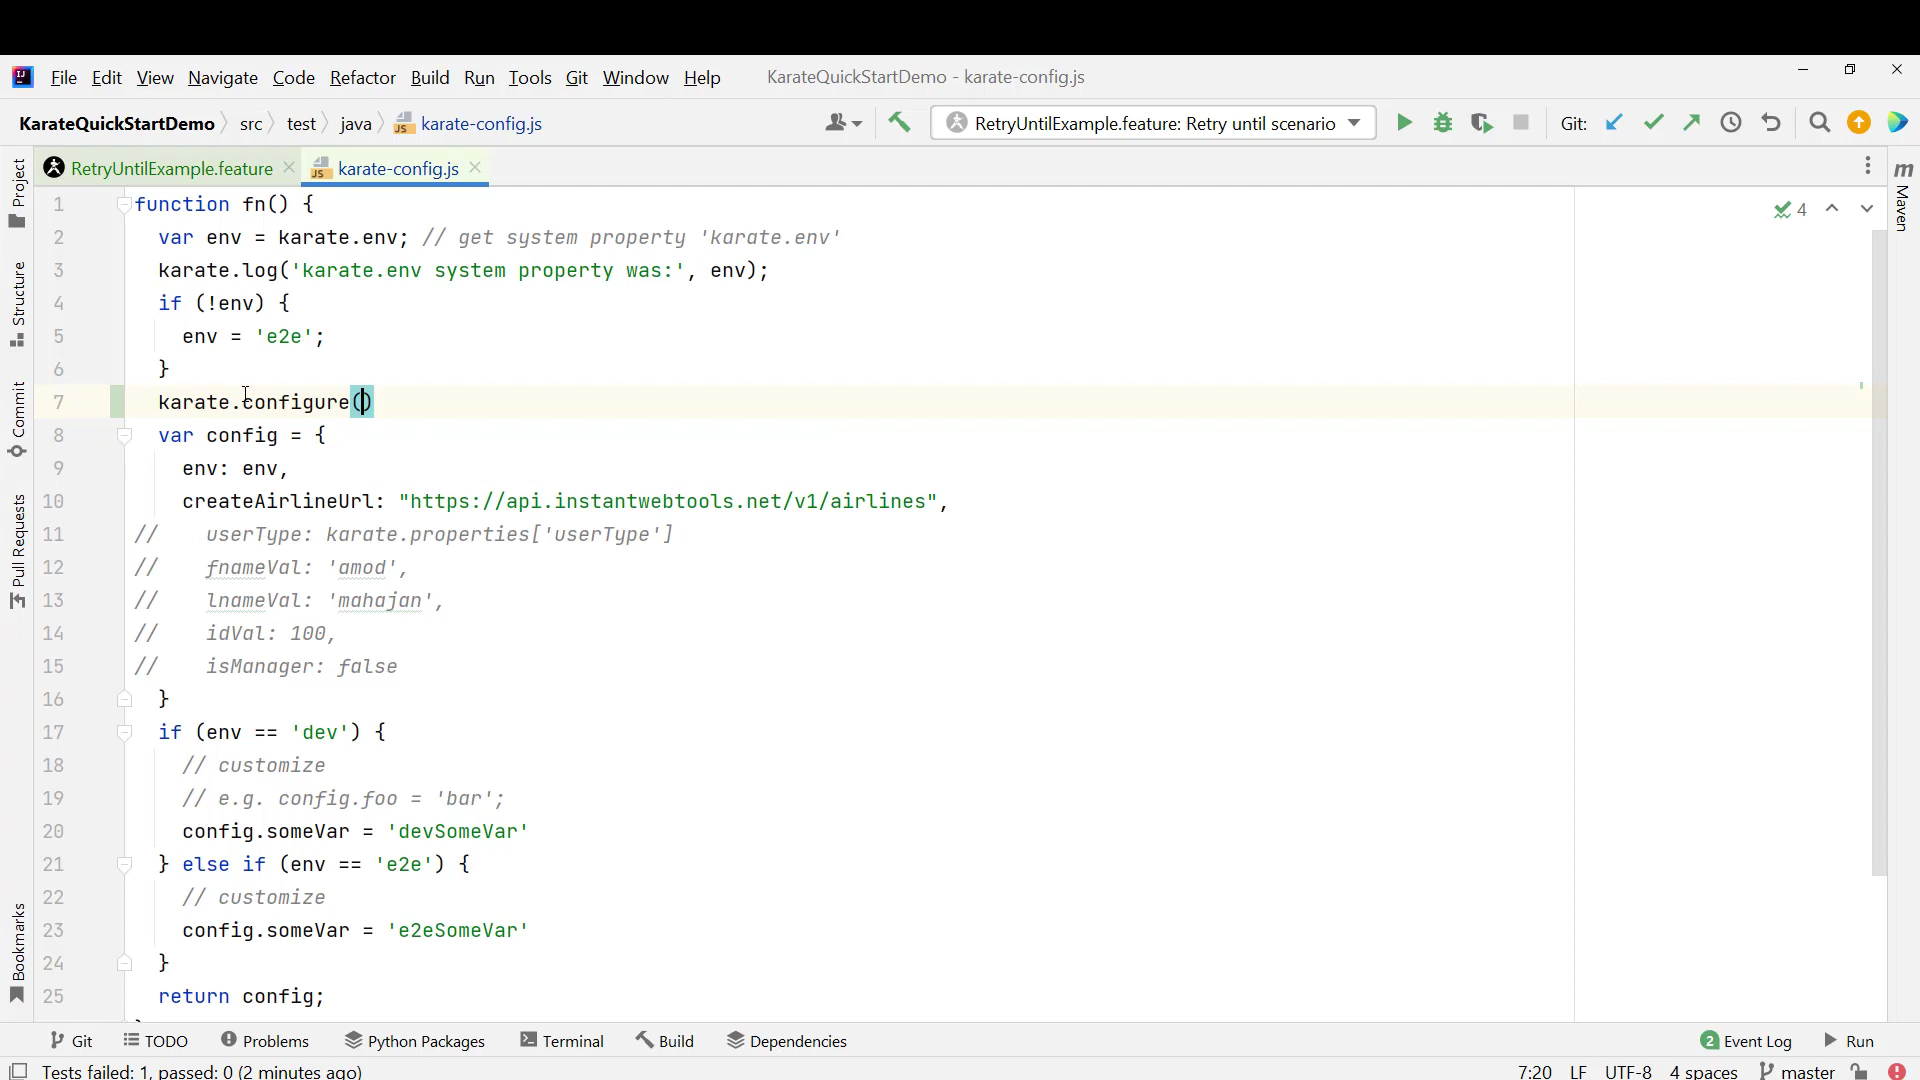 File Edit View Navigate Code Refactor Build Run Tools Git Window Help KarateQuickStartDemo - karate-config.js
KarateQuickStartDemo src test java karate-config.js RetryUntilExample.feature: Retry until scenario Git:
RetryUntilExample.feature karate-config.js
Project
Structure
Commit
Pull Requests
Bookmarks
m Maven
4
1 function fn() {
2 var env = karate.env; // get system property 'karate.env'
3 karate.log('karate.env system property was:', env);
4 if (!env) {
5 env = 'e2e';
6 }
7 karate.configure()
8 var config = {
9 env: env,
10 createAirlineUrl: "https://api.instantwebtools.net/v1/airlines",
11 // userType: karate.properties['userType']
12 // fnameVal: 'amod',
13 // lnameVal: 'mahajan',
14 // idVal: 100,
15 // isManager: false
16 }
17 if (env == 'dev') {
18 // customize
19 // e.g. config.foo = 'bar';
20 config.someVar = 'devSomeVar'
21 } else if (env == 'e2e') {
22 // customize
23 config.someVar = 'e2eSomeVar'
24 }
25 return config;
Git TODO Problems Python Packages Terminal Build Dependencies 2 Event Log Run
Tests failed: 1, passed: 0 (2 minutes ago) 7:20 LF UTF-8 4 spaces master